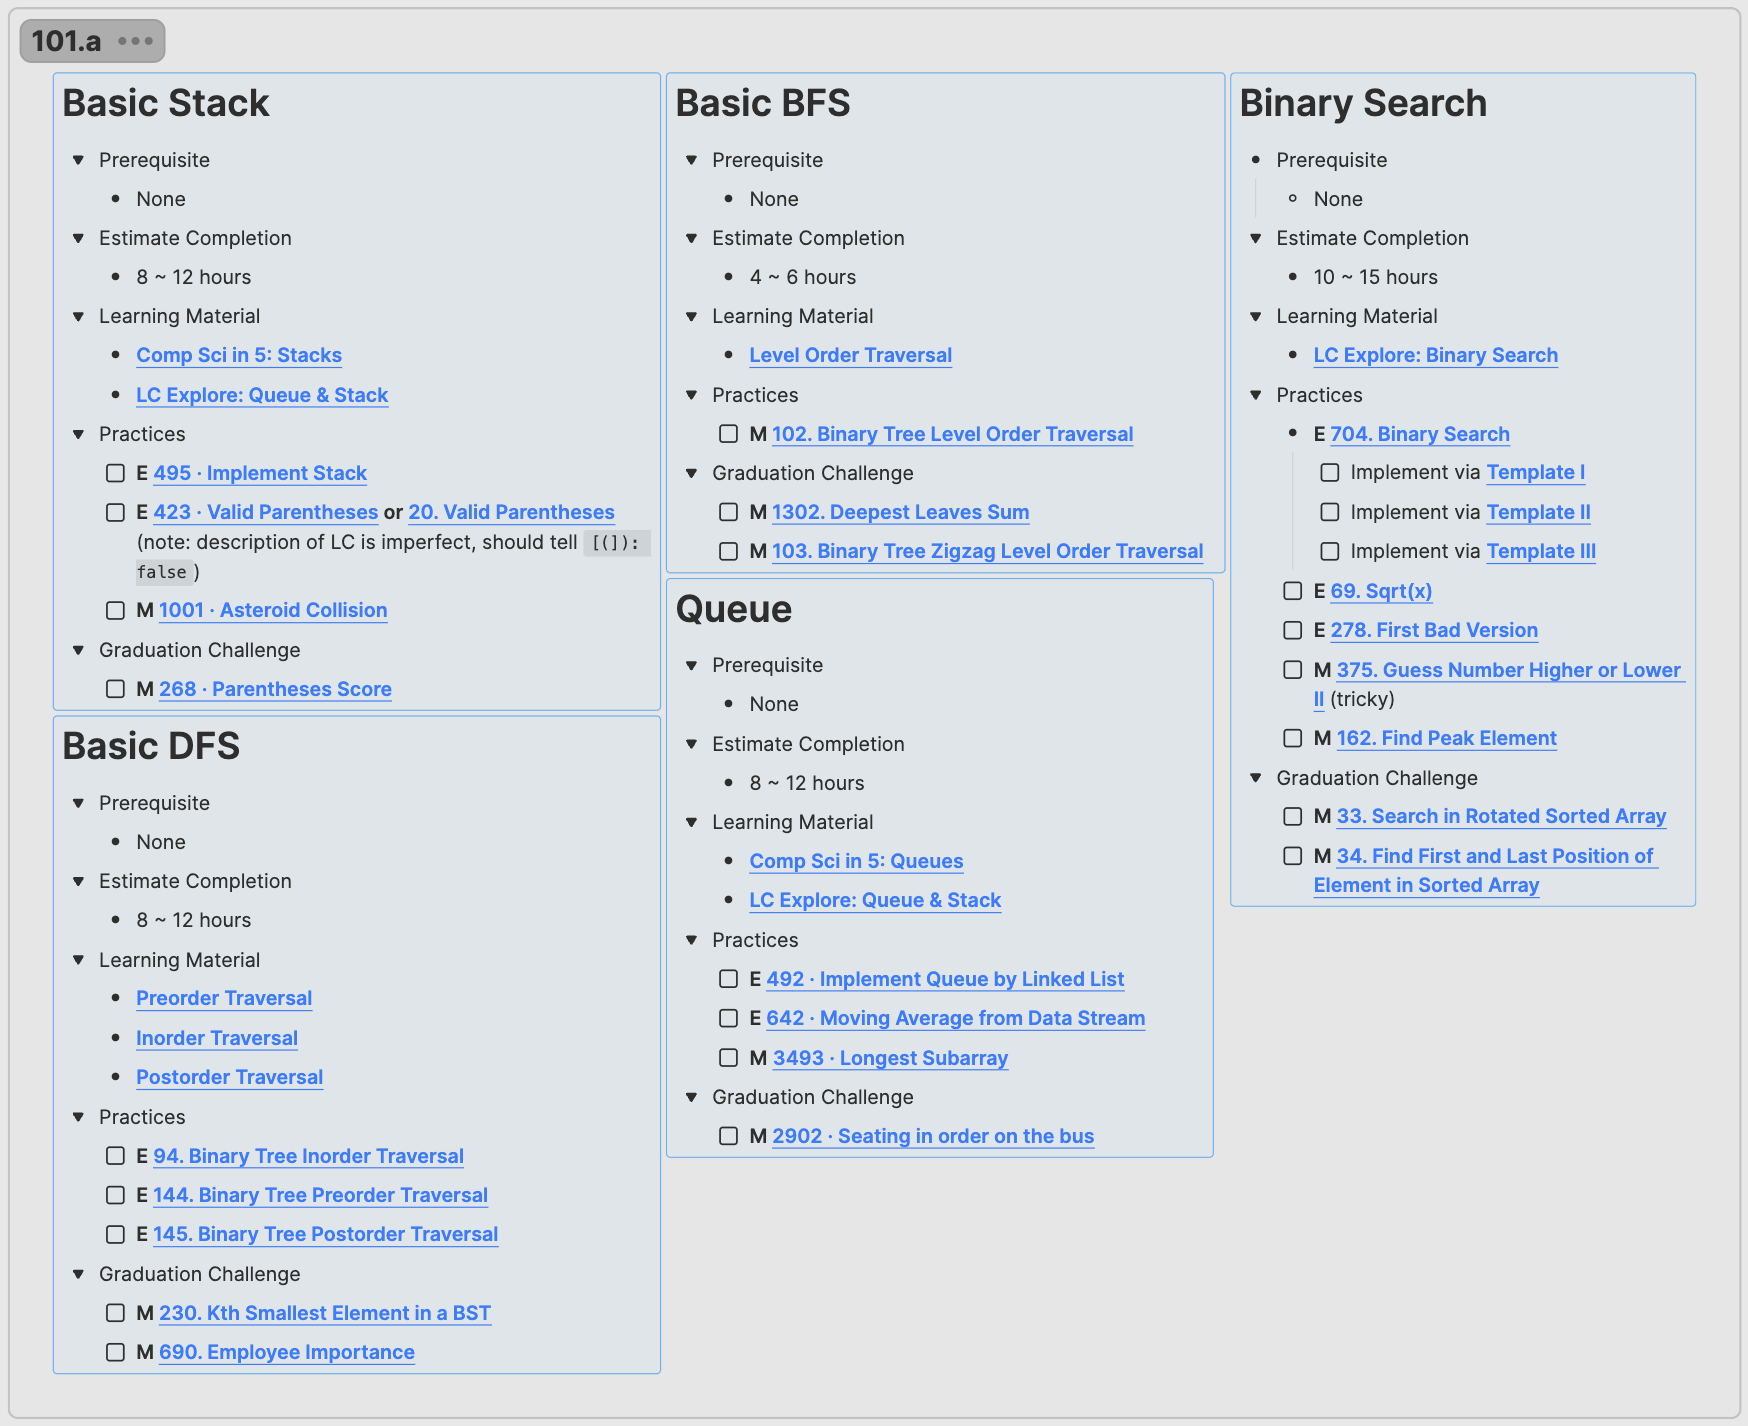 101.a
Basic Stack
Prerequisite
None
Estimate Completion
8 ~ 12 hours
Learning Material
Comp Sci in 5: Stacks
LC Explore: Queue & Stack
Practices
E 495 · Implement Stack
E 423 · Valid Parentheses or 20. Valid Parentheses
(note: description of LC is imperfect, should tell [(]):
false)
M 1001 · Asteroid Collision
Graduation Challenge
M 268 · Parentheses Score
Basic DFS
Prerequisite
None
Estimate Completion
8 ~ 12 hours
Learning Material
Preorder Traversal
Inorder Traversal
Postorder Traversal
Practices
E 94. Binary Tree Inorder Traversal
E 144. Binary Tree Preorder Traversal
E 145. Binary Tree Postorder Traversal
Graduation Challenge
M 230. Kth Smallest Element in a BST
M 690. Employee Importance
Basic BFS
Prerequisite
None
Estimate Completion
4 ~ 6 hours
Learning Material
Level Order Traversal
Practices
M 102. Binary Tree Level Order Traversal
Graduation Challenge
M 1302. Deepest Leaves Sum
M 103. Binary Tree Zigzag Level Order Traversal
Queue
Prerequisite
None
Estimate Completion
8 ~ 12 hours
Learning Material
Comp Sci in 5: Queues
LC Explore: Queue & Stack
Practices
E 492 · Implement Queue by Linked List
E 642 · Moving Average from Data Stream
M 3493 · Longest Subarray
Graduation Challenge
M 2902 · Seating in order on the bus
Binary Search
Prerequisite
None
Estimate Completion
10 ~ 15 hours
Learning Material
LC Explore: Binary Search
Practices
E 704. Binary Search
Implement via Template I
Implement via Template II
Implement via Template III
E 69. Sqrt(x)
E 278. First Bad Version
M 375. Guess Number Higher or Lower
II (tricky)
M 162. Find Peak Element
Graduation Challenge
M 33. Search in Rotated Sorted Array
M 34. Find First and Last Position of
Element in Sorted Array